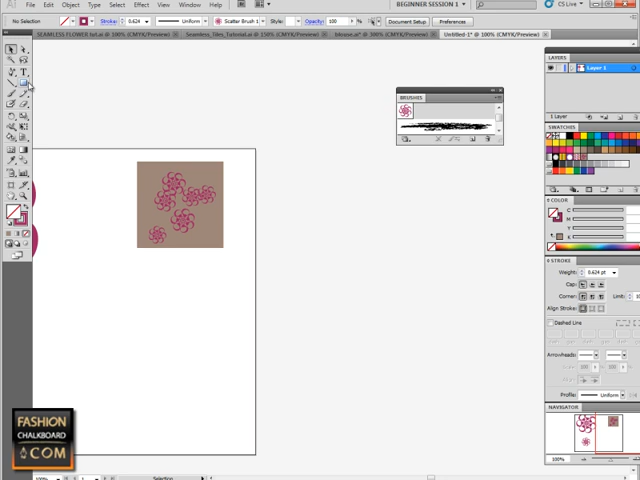 Ai File Edit Object Type Select Effect View Window Help
BEGINNER SESSION 1
CS Live
No Selection Stroke: 0.624 Uniform Scatter Brush 1 Style: Opacity: 100 % Document Setup Preferences
SEAMLESS FLOWER tut.ai @ 100% (CMYK/Preview) Seamless_Tiles_Tutorial.ai @ 150% (CMYK/Preview) blouse.ai* @ 100% (CMYK/Preview) Untitled-1* @ 100% (CMYK/Preview)
LAYERS
Layer 1
1 Layer
BRUSHES
SWATCHES
COLOR
C
M
Y
K
STROKE
Weight: 0.624 pt
Cap:
Corner: Limit:
Align Stroke:
Dashed Line
Arrowheads:
Profile: Uniform
NAVIGATOR
100%
FASHION
CHALKBOARD
.COM
100% 1 Selection